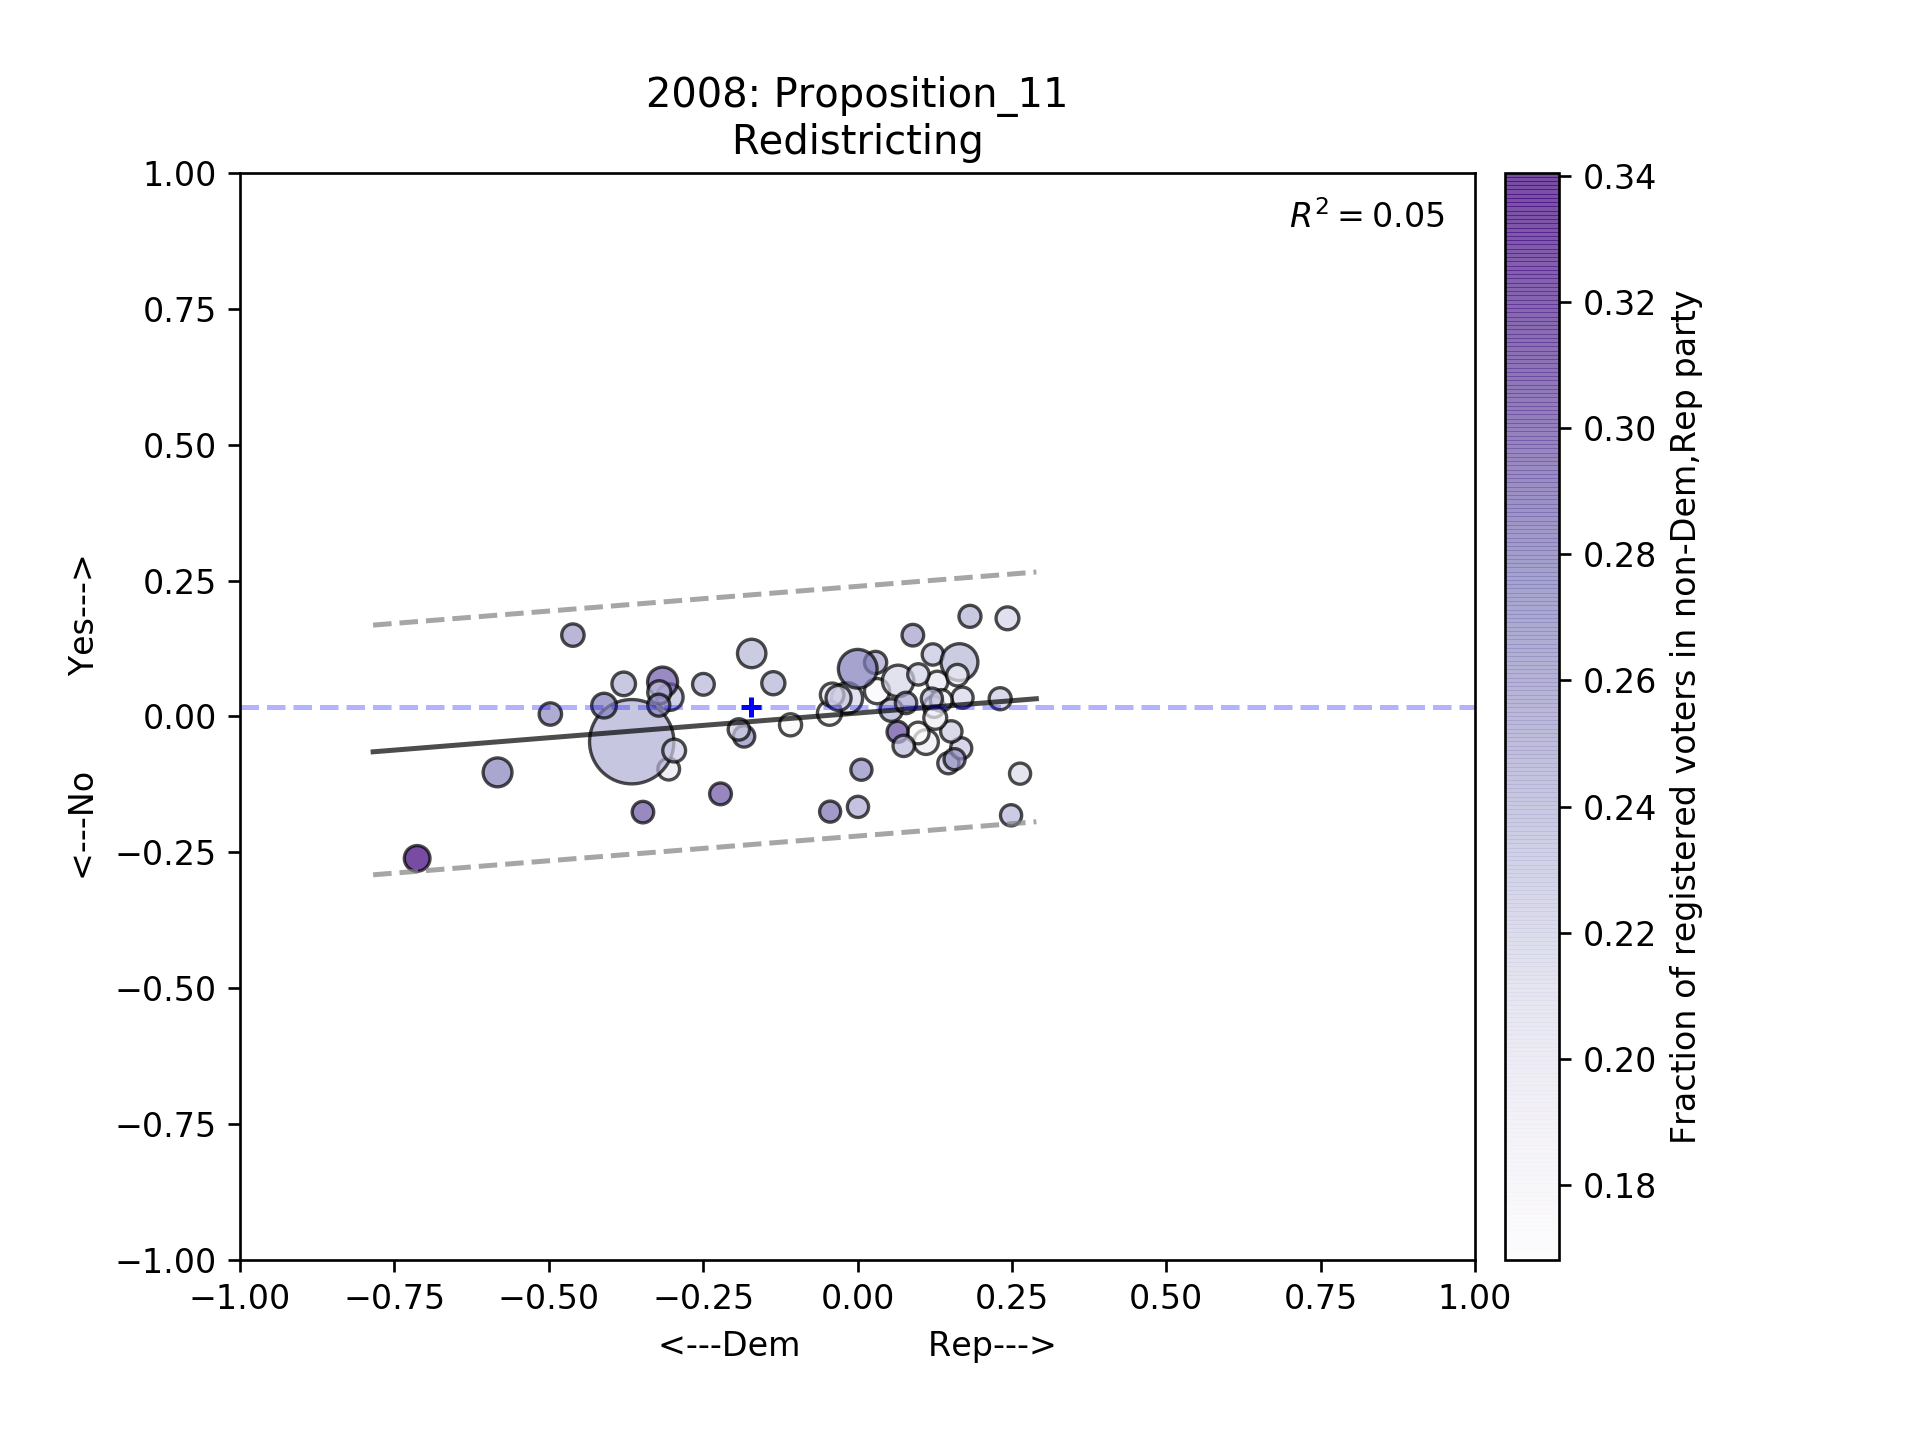 2008: Proposition_11
Redistricting
R² = 0.05
1.00
0.75
0.50
0.25
0.00
−0.25
−0.50
−0.75
−1.00
<---No Yes---->
−1.00 −0.75 −0.50 −0.25 0.00 0.25 0.50 0.75 1.00
<---Dem Rep--->
0.34
0.32
0.30
0.28
0.26
0.24
0.22
0.20
0.18
Fraction of registered voters in non-Dem,Rep party